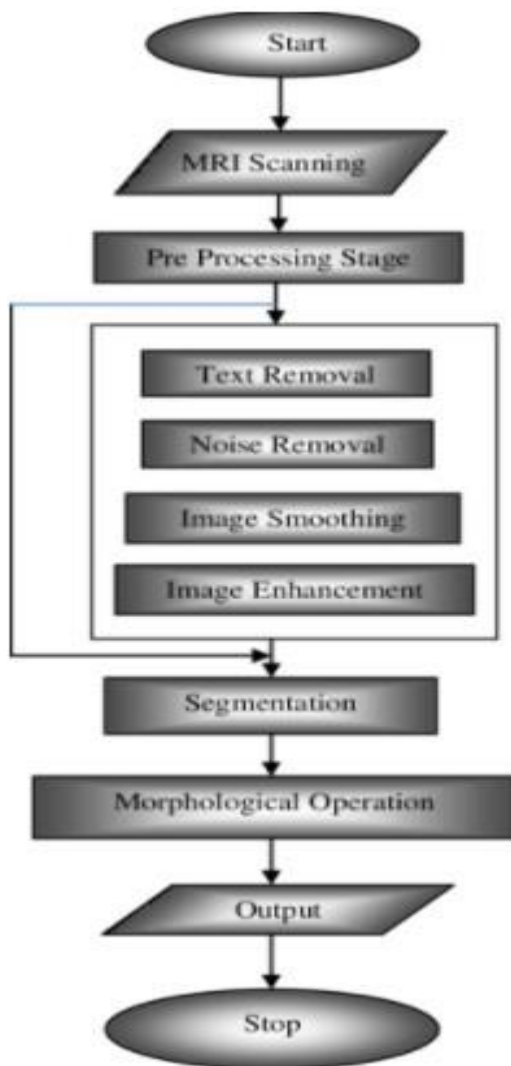 Start
MRI Scanning
Pre Processing Stage
Text Removal
Noise Removal
Image Smoothing
Image Enhancement
Segmentation
Morphological Operation
Output
Stop